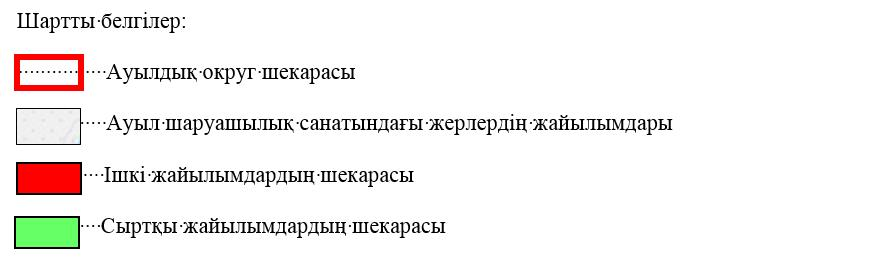 Шартты белгілер:
Ауылдық округ шекарасы
Ауыл шаруашылық санатындағы жерлердің жайылымдары
Ішкі жайылымдардың шекарасы
Сыртқы жайылымдардың шекарасы